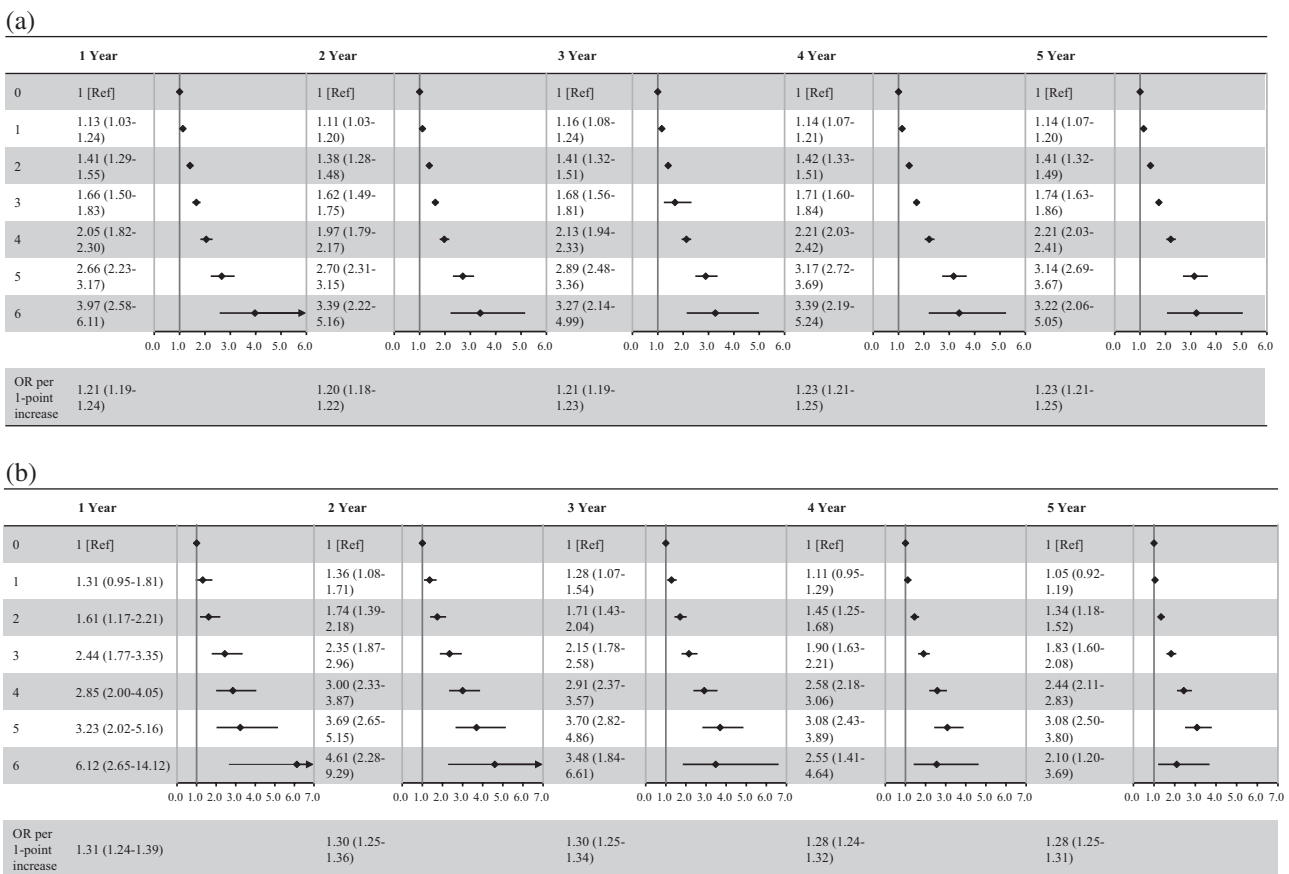 (a)
1 Year 2 Year 3 Year 4 Year 5 Year
0 1 [Ref] 1 [Ref] 1 [Ref] 1 [Ref] 1 [Ref]
1.13 (1.03- 1.11 (1.03- 1.16 (1.08- 1.14 (1.07- 1.14 (1.07-
1
1.24) 1.20) 1.24) 1.21) 1.20)
1.41 (1.29- 1.38 (1.28- 1.41 (1.32- 1.42 (1.33- 1.41 (1.32-
2
1.55) 1.48) 1.51) 1.51) 1.49)
1.66 (1.50- 1.62 (1.49- 1.68 (1.56- 1.71 (1.60- 1.74 (1.63-
3
1.83) 1.75) 1.81) 1.84) 1.86)
2.05 (1.82- 1.97 (1.79- 2.13 (1.94- 2.21 (2.03- 2.21 (2.03-
4
2.30) 2.17) 2.33) 2.42) 2.41)
2.66 (2.23- 2.70 (2.31- 2.89 (2.48- 3.17 (2.72- 3.14 (2.69-
5
3.17) 3.15) 3.36) 3.69) 3.67)
3.97 (2.58- 3.39 (2.22- 3.27 (2.14- 3.39 (2.19- 3.22 (2.06-
6
6.11) 5.16) 4.99) 5.24) 5.05)
0.0 1.0 2.0 3.0 4.0 5.0 6.0 0.0 1.0 2.0 3.0 4.0 5.0 6.0 0.0 1.0 2.0 3.0 4.0 5.0 6.0 0.0 1.0 2.0 3.0 4.0 5.0 6.0 0.0 1.0 2.0 3.0 4.0 5.0 6.0
OR per
1-point
increase
1.21 (1.19- 1.20 (1.18- 1.21 (1.19- 1.23 (1.21- 1.23 (1.21-
1.24) 1.22) 1.23) 1.25) 1.25)
(b)
1 Year 2 Year 3 Year 4 Year 5 Year
0 1 [Ref] 1 [Ref] 1 [Ref] 1 [Ref] 1 [Ref]
1.36 (1.08- 1.28 (1.07- 1.11 (0.95- 1.05 (0.92-
1 1.31 (0.95-1.81)
1.71) 1.54) 1.29) 1.19)
1.74 (1.39- 1.71 (1.43- 1.45 (1.25- 1.34 (1.18-
2 1.61 (1.17-2.21)
2.18) 2.04) 1.68) 1.52)
2.35 (1.87- 2.15 (1.78- 1.90 (1.63- 1.83 (1.60-
3 2.44 (1.77-3.35)
2.96) 2.58) 2.21) 2.08)
3.00 (2.33- 2.91 (2.37- 2.58 (2.18- 2.44 (2.11-
4 2.85 (2.00-4.05)
3.87) 3.57) 3.06) 2.83)
3.69 (2.65- 3.70 (2.82- 3.08 (2.43- 3.08 (2.50-
5 3.23 (2.02-5.16)
5.15) 4.86) 3.89) 3.80)
4.61 (2.28- 3.48 (1.84- 2.55 (1.41- 2.10 (1.20-
6 6.12 (2.65-14.12)
9.29) 6.61) 4.64) 3.69)
0.0 1.0 2.0 3.0 4.0 5.0 6.0 7.0 0.0 1.0 2.0 3.0 4.0 5.0 6.0 7.0 0.0 1.0 2.0 3.0 4.0 5.0 6.0 7.0 0.0 1.0 2.0 3.0 4.0 5.0 6.0 7.0 0.0 1.0 2.0 3.0 4.0 5.0 6.0 7.0
OR per
1-point
increase
1.31 (1.24-1.39)
1.30 (1.25- 1.30 (1.25- 1.28 (1.24- 1.28 (1.25-
1.36) 1.34) 1.32) 1.31)